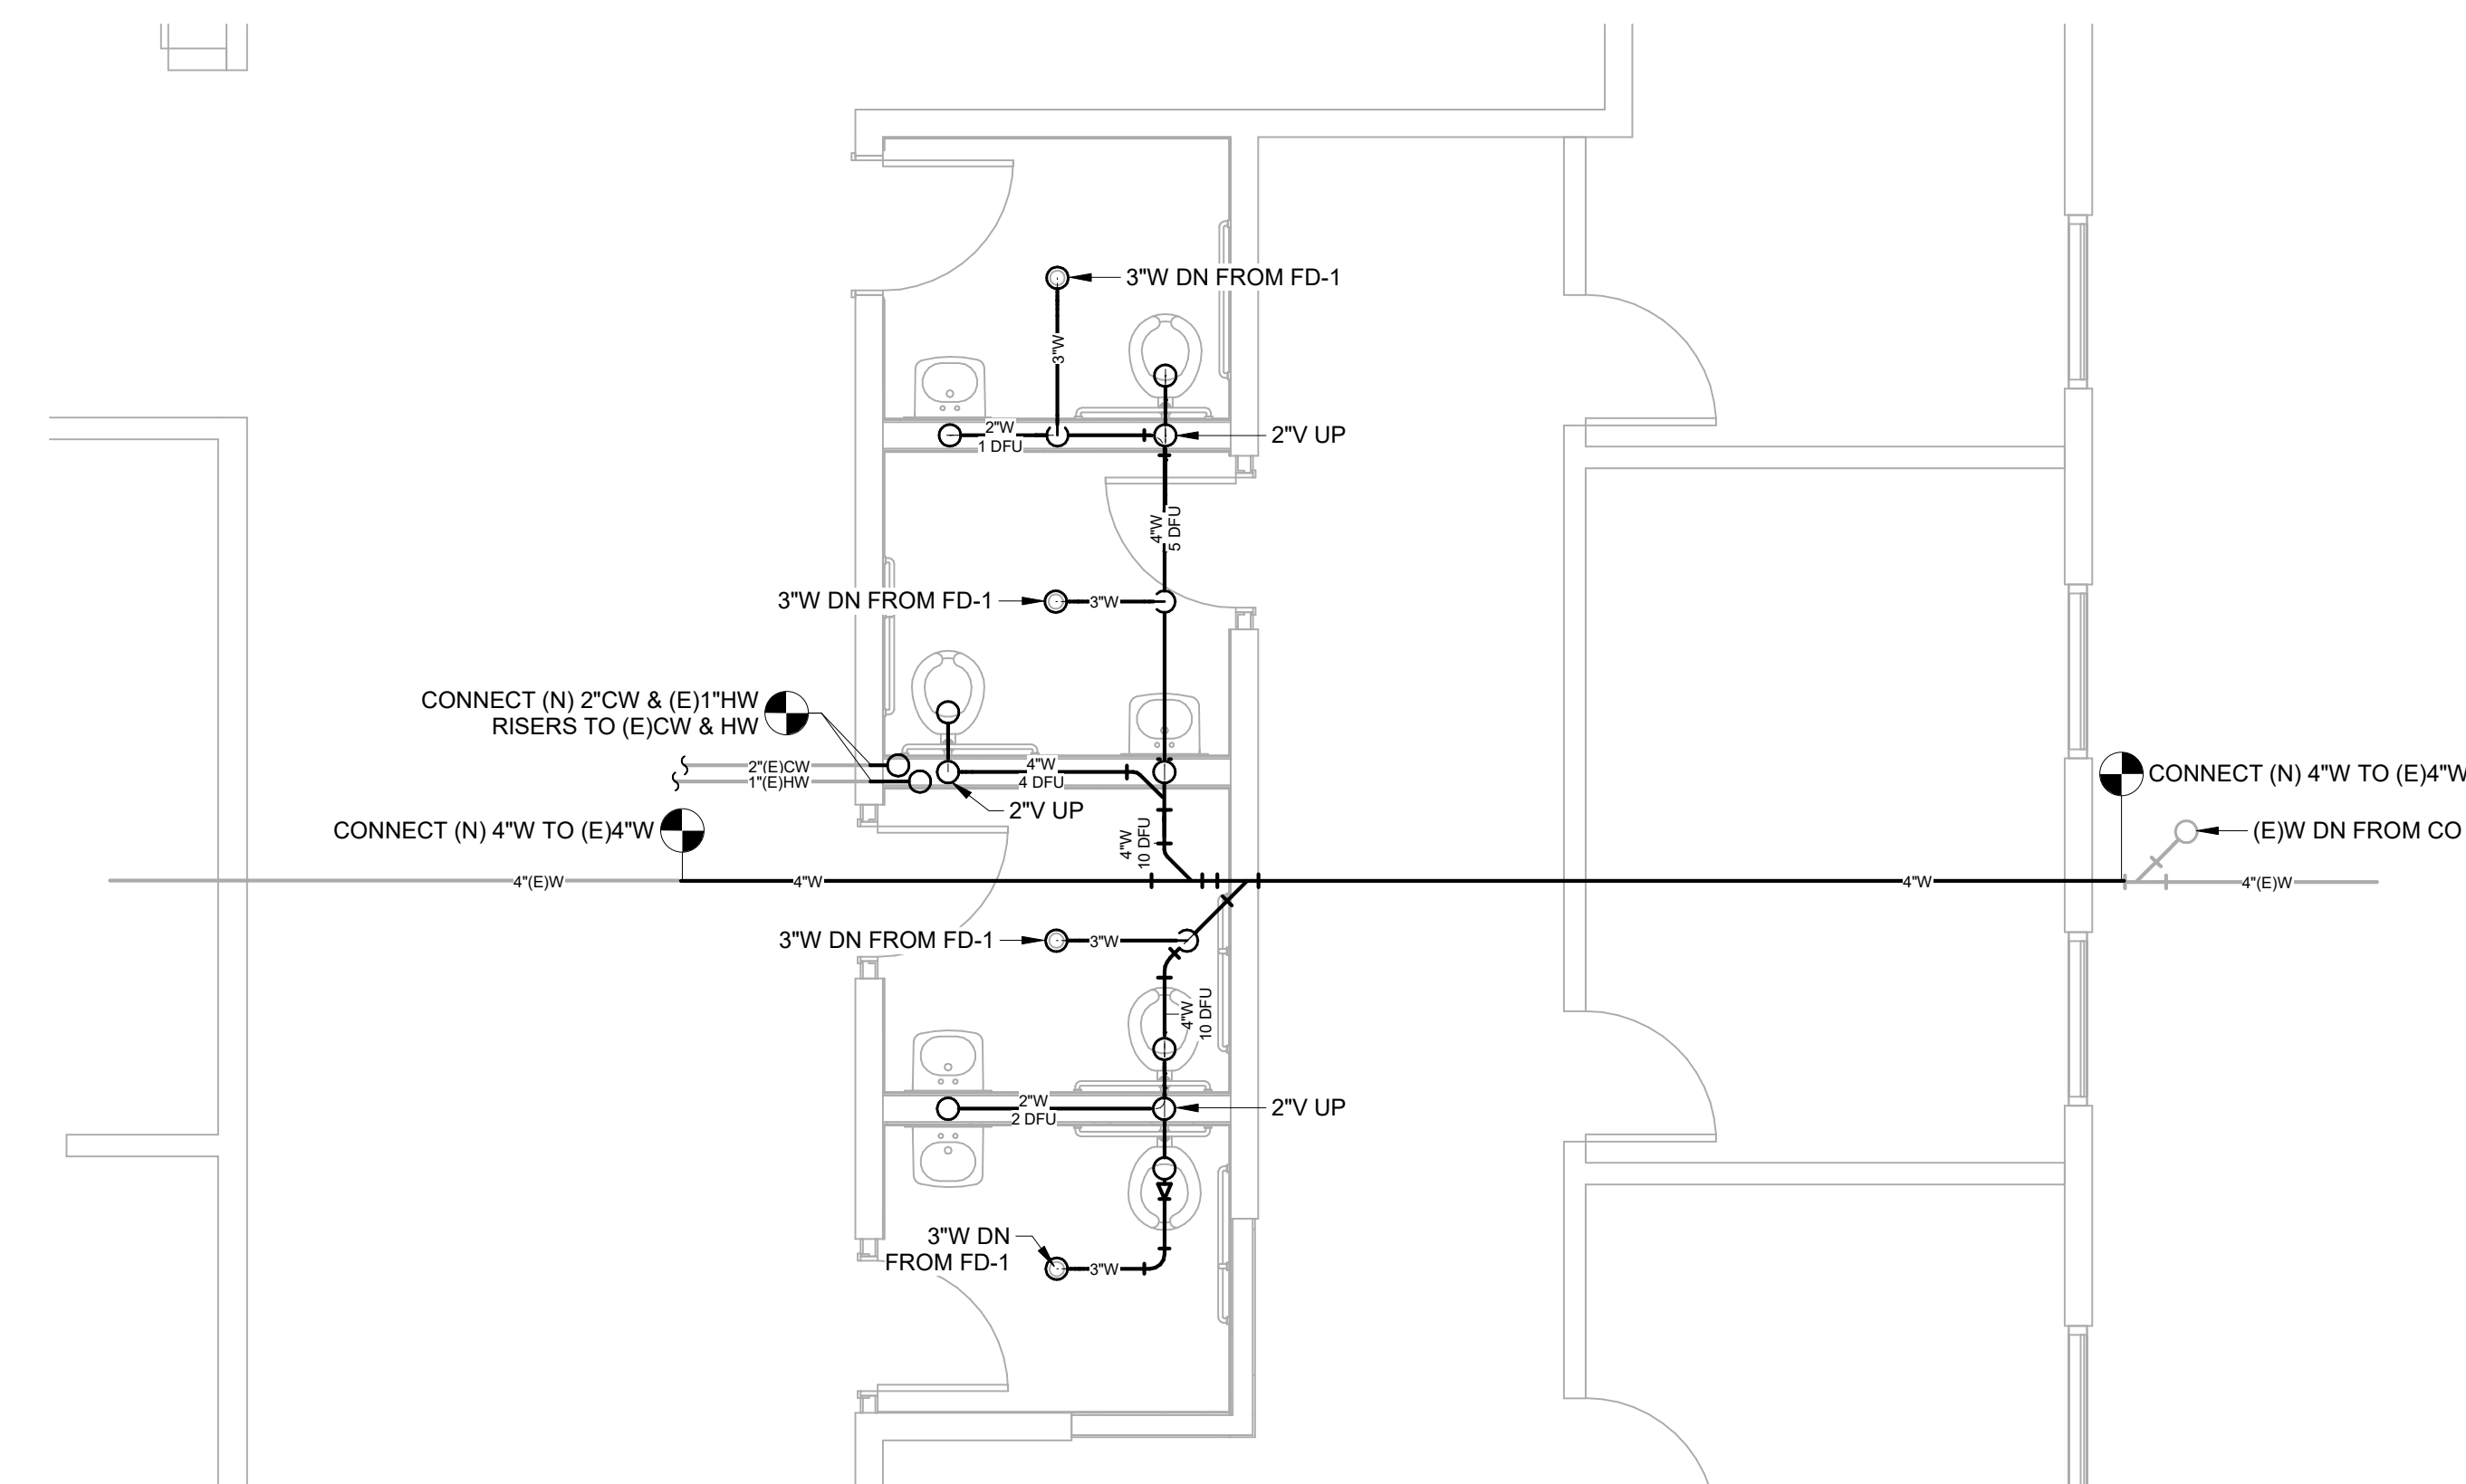 3"W DN FROM FD-1
3"W
2"W
1 DFU
2"V UP
4"W
5 DFU
3"W DN FROM FD-1
3"W
CONNECT (N) 2"CW & (E)1"HW
RISERS TO (E)CW & HW
2"(E)CW
1"(E)HW
4"W
4 DFU
2"V UP
CONNECT (N) 4"W TO (E)4"W
CONNECT (N) 4"W TO (E)4"W
(E)W DN FROM CO
4"W
10 DFU
4"(E)W
4"W
4"W
4"(E)W
3"W DN FROM FD-1
3"W
4"W
10 DFU
2"W
2 DFU
2"V UP
3"W DN
FROM FD-1
3"W